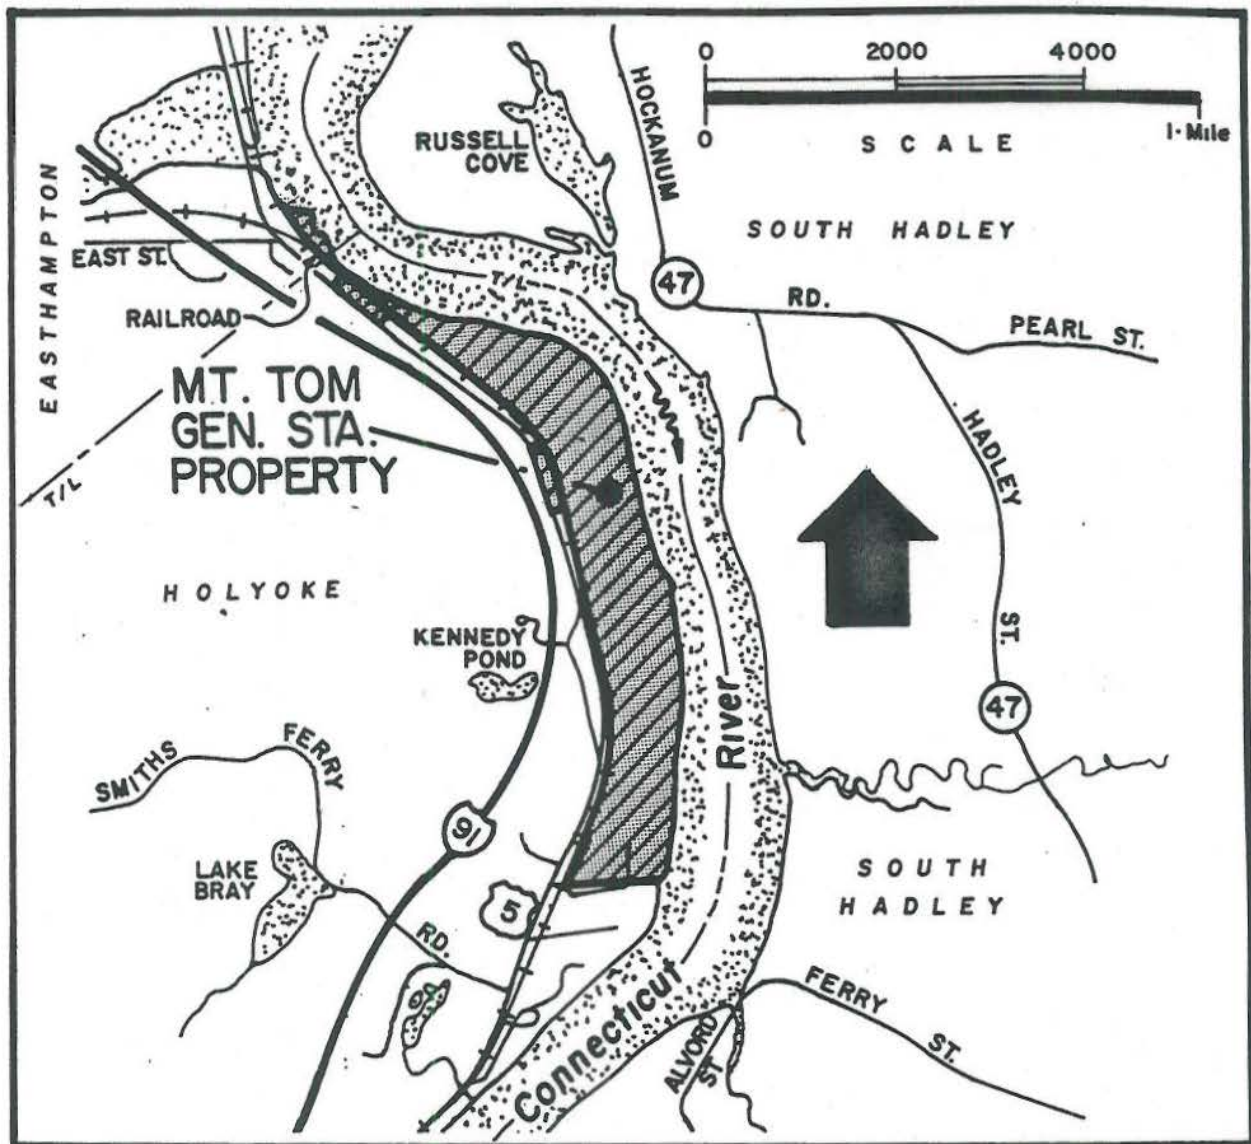 0 2000 4000
0 1-Mile
SCALE
HOCKANUM
RUSSELL
COVE
SOUTH HADLEY
EASTHAMPTON
EAST ST.
T/L
47
RD.
PEARL ST.
RAILROAD
MT. TOM
GEN. STA.
PROPERTY
HADLEY
ST.
T/L
HOLYOKE
KENNEDY
POND
47
River
SMITHS
FERRY
91
LAKE
BRAY
5
SOUTH
HADLEY
RD.
Connecticut
FERRY
ST.
ALVORD
ST.